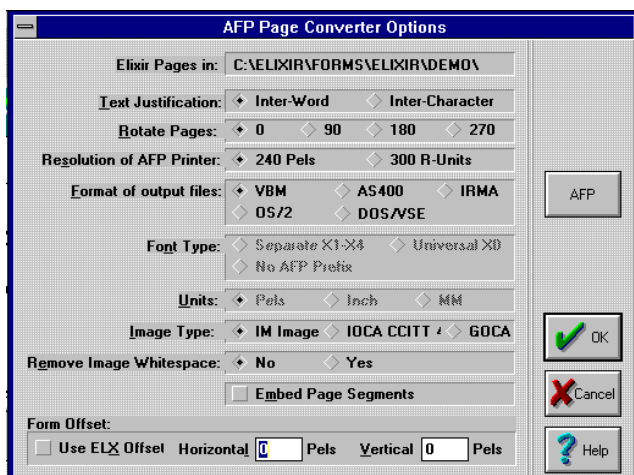 AFP Page Converter Options
Elixir Pages in: C:\ELIXIR\FORMS\ELIXIR\DEMO\
Text Justification: Inter-Word Inter-Character
Rotate Pages: 0 90 180 270
Resolution of AFP Printer: 240 Pels 300 R-Units
Format of output files: VBM AS400 IRMA
OS/2 DOS/VSE
AFP
Font Type: Separate X1-X4 Universal X0
No AFP Prefix
Units: Pels Inch MM
Image Type: IM Image IOCA CCITT GOCA
OK
Remove Image Whitespace: No Yes
Embed Page Segments
Cancel
Form Offset:
Use ELX Offset Horizontal 0 Pels Vertical 0 Pels
Help